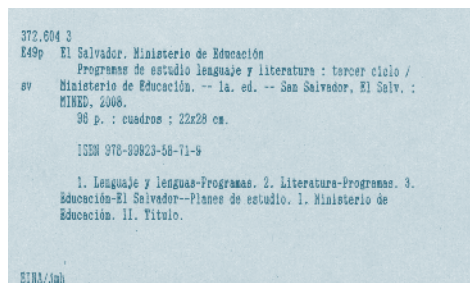 372.604 3
E49p El Salvador. Ministerio de Educación
Programas de estudio lenguaje y literatura : tercer ciclo /
sv Ministerio de Educación. -- 1a. ed. -- San Salvador, El Salv. :
MINED, 2008.
96 p. : cuadros ; 22x28 cm.
ISBN 978-99923-58-71-9
1. Lenguaje y lenguas-Programas. 2. Literatura-Programas. 3.
Educación-El Salvador--Planes de estudio. I. Ministerio de
Educación. II. Título.
BINA/jmh